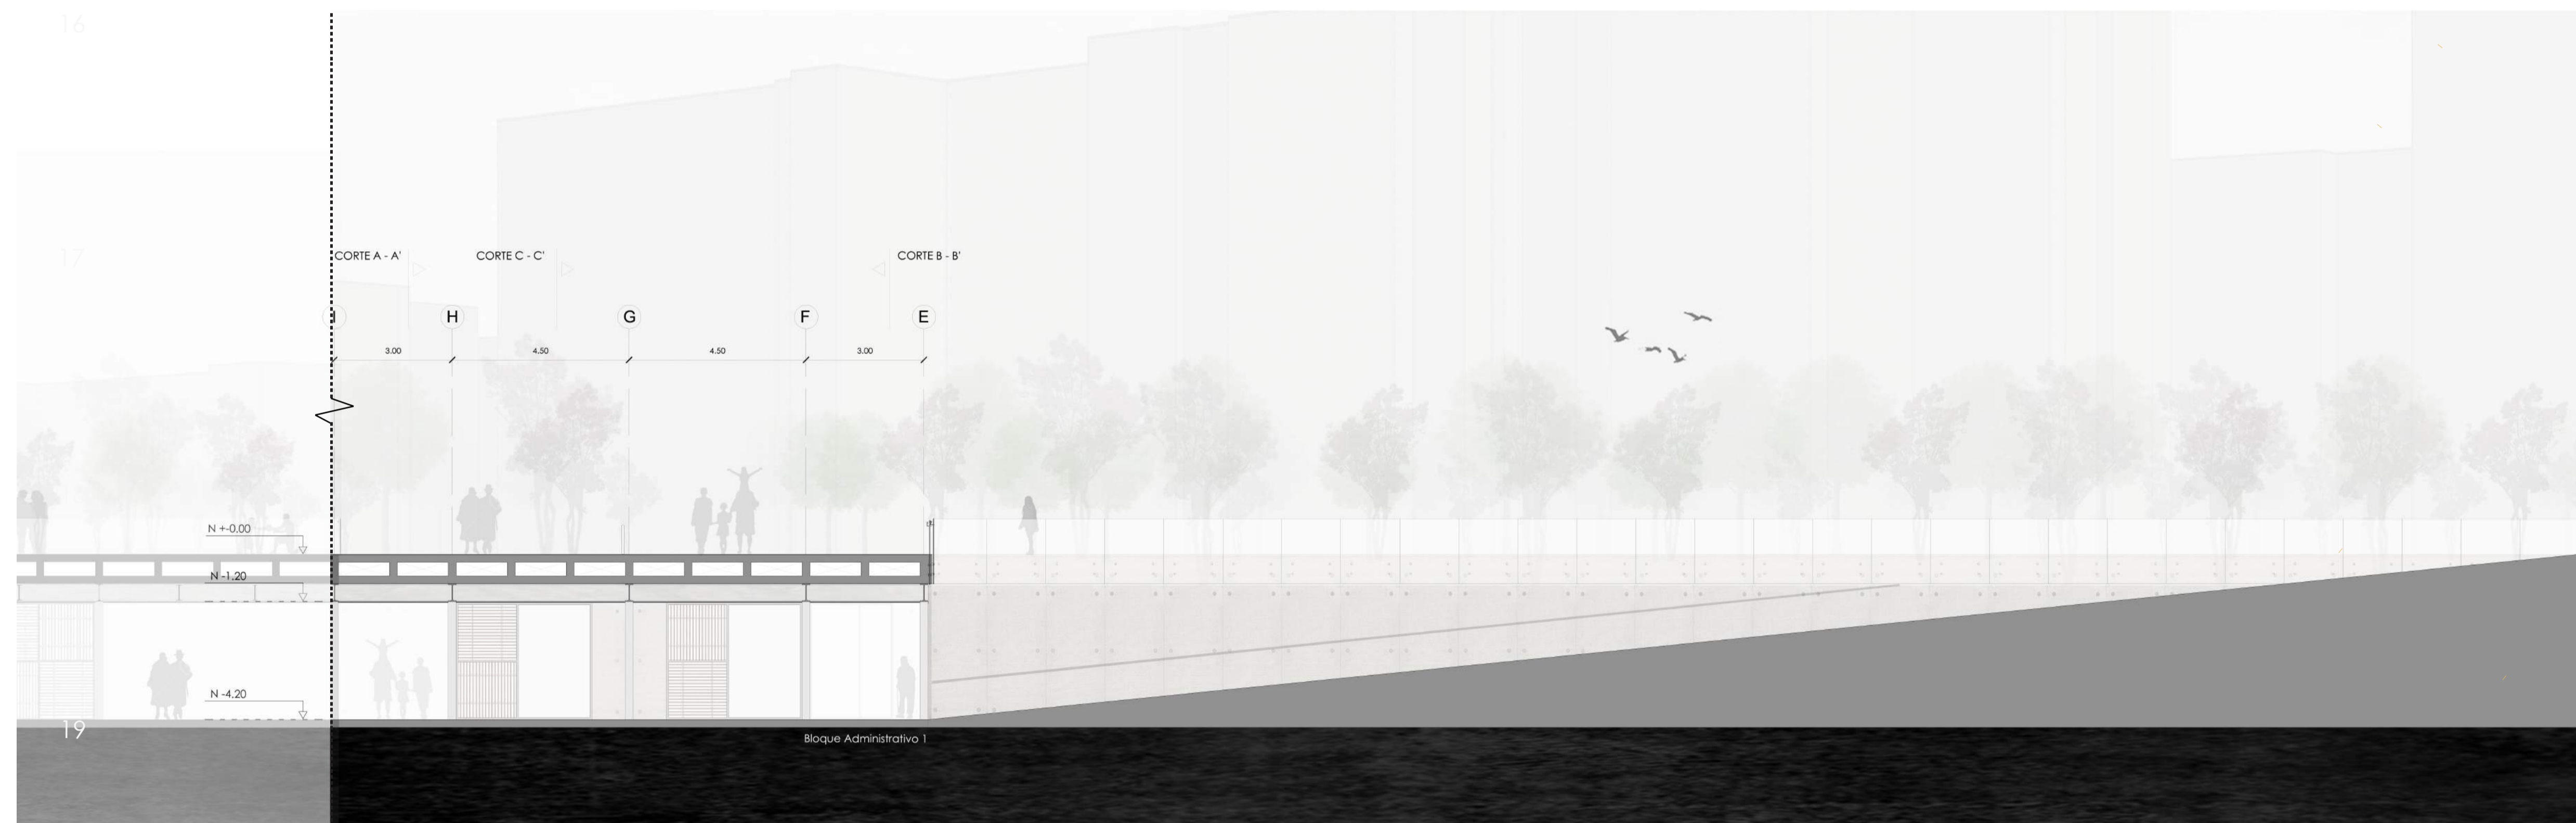 16
17
CORTE A - A'
CORTE C - C'
CORTE B - B'
I
H
G
F
E
3.00
4.50
4.50
3.00
N +-0.00
N -1.20
N -4.20
19
Bloque Administrativo 1